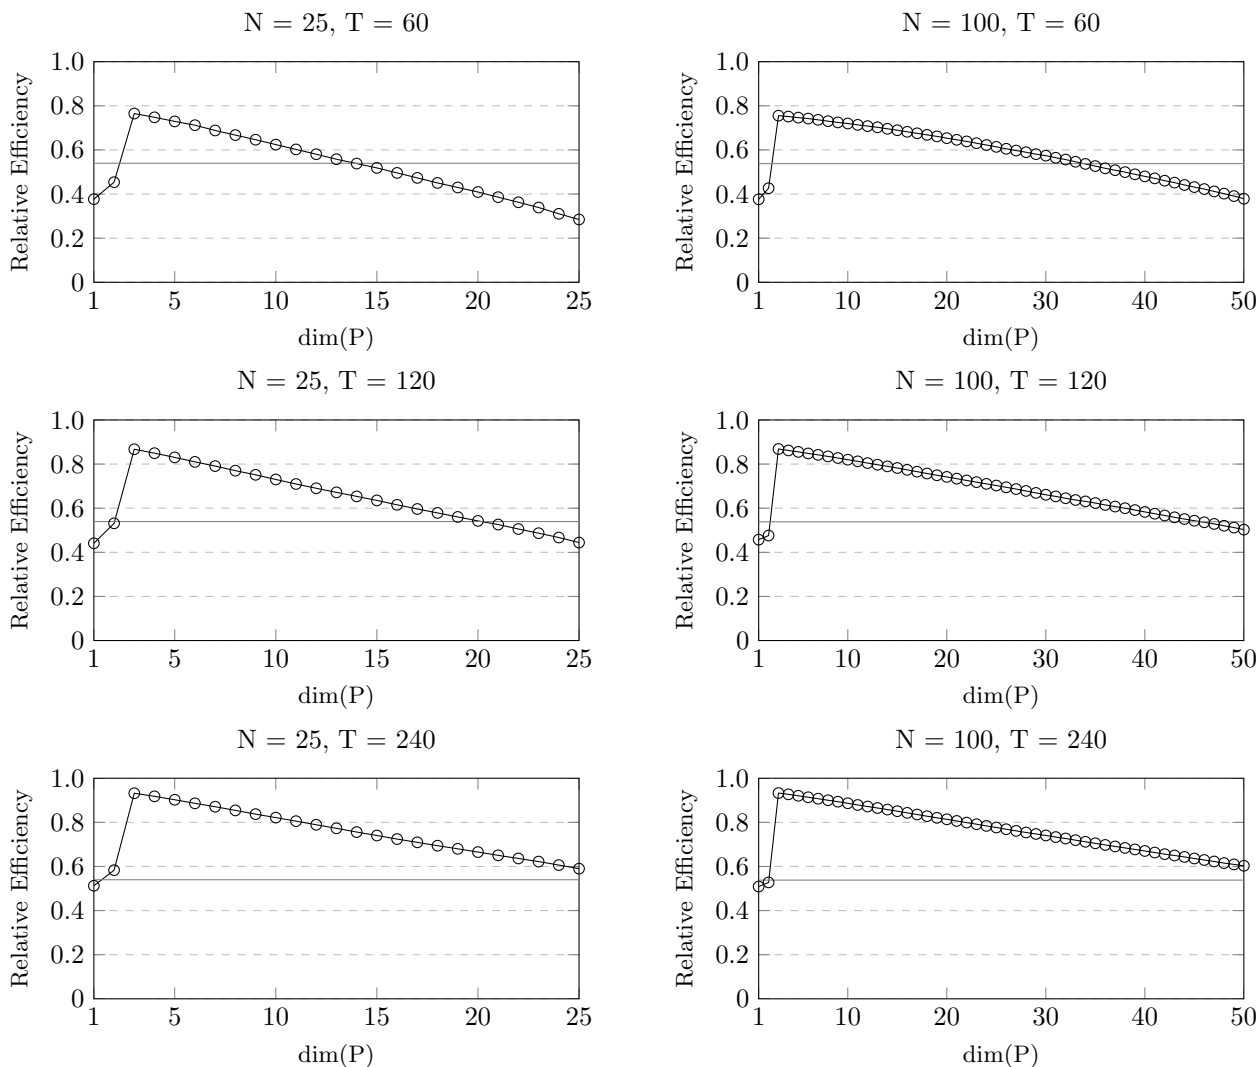 N = 25, T = 60
1.0
0.8
0.6
0.4
0.2
0
Relative Efficiency
1 5 10 15 20 25
dim(P)
N = 100, T = 60
1.0
0.8
0.6
0.4
0.2
0
Relative Efficiency
1 10 20 30 40 50
dim(P)
N = 25, T = 120
1.0
0.8
0.6
0.4
0.2
0
Relative Efficiency
1 5 10 15 20 25
dim(P)
N = 100, T = 120
1.0
0.8
0.6
0.4
0.2
0
Relative Efficiency
1 10 20 30 40 50
dim(P)
N = 25, T = 240
1.0
0.8
0.6
0.4
0.2
0
Relative Efficiency
1 5 10 15 20 25
dim(P)
N = 100, T = 240
1.0
0.8
0.6
0.4
0.2
0
Relative Efficiency
1 10 20 30 40 50
dim(P)